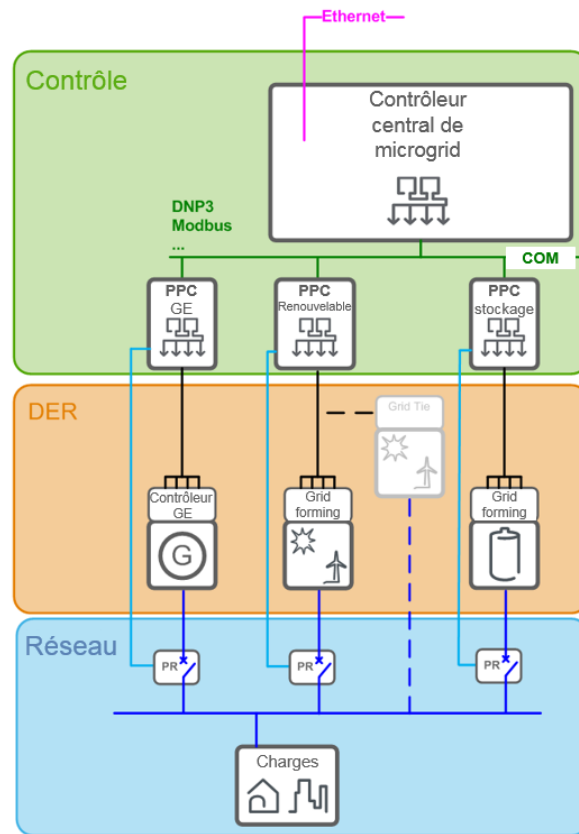 Ethernet
Contrôle
Contrôleur
central de
microgrid
DNP3
Modbus
...
COM
PPC
GE
PPC
Renouvelable
PPC
stockage
DER
Grid Tie
Contrôleur
GE
G
Grid
forming
Grid
forming
Réseau
PR
PR
PR
Charges